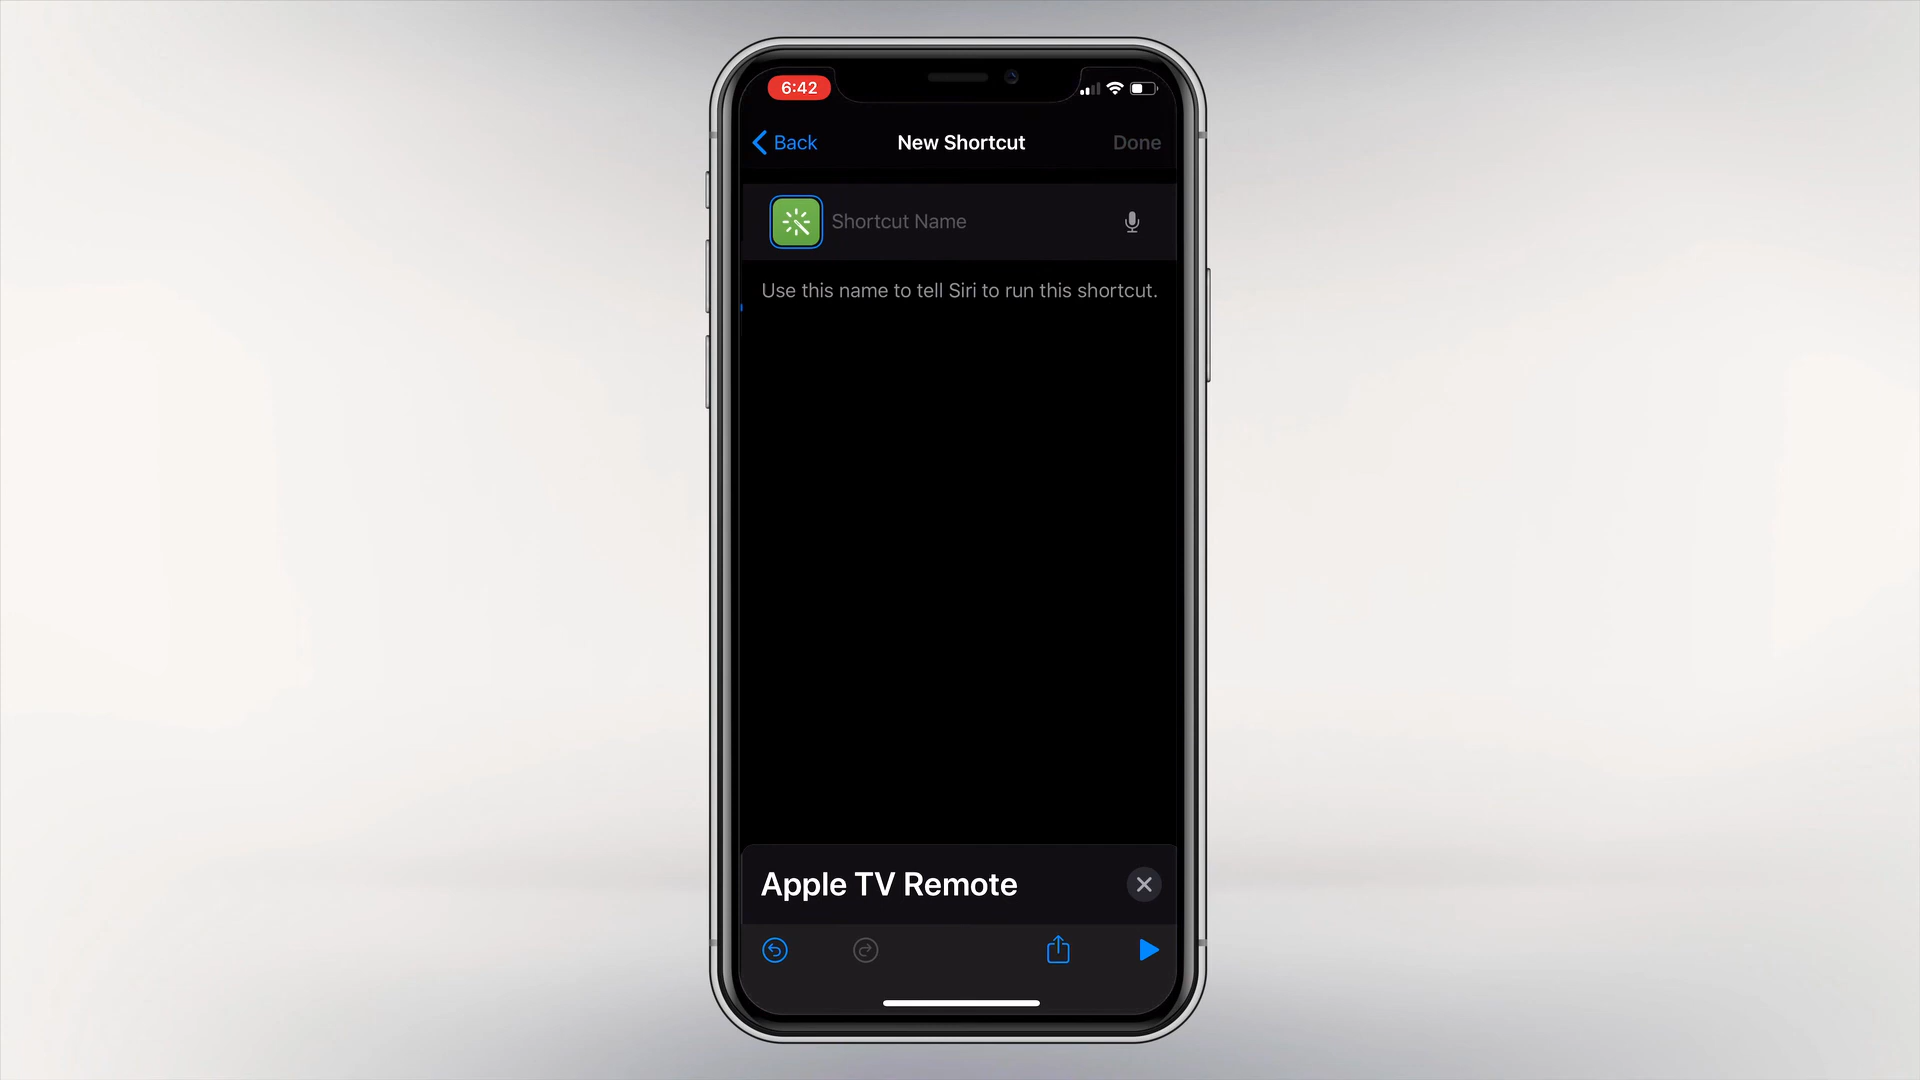 6:42
Back
New Shortcut
Done
Shortcut Name
Use this name to tell Siri to run this shortcut.
Apple TV Remote